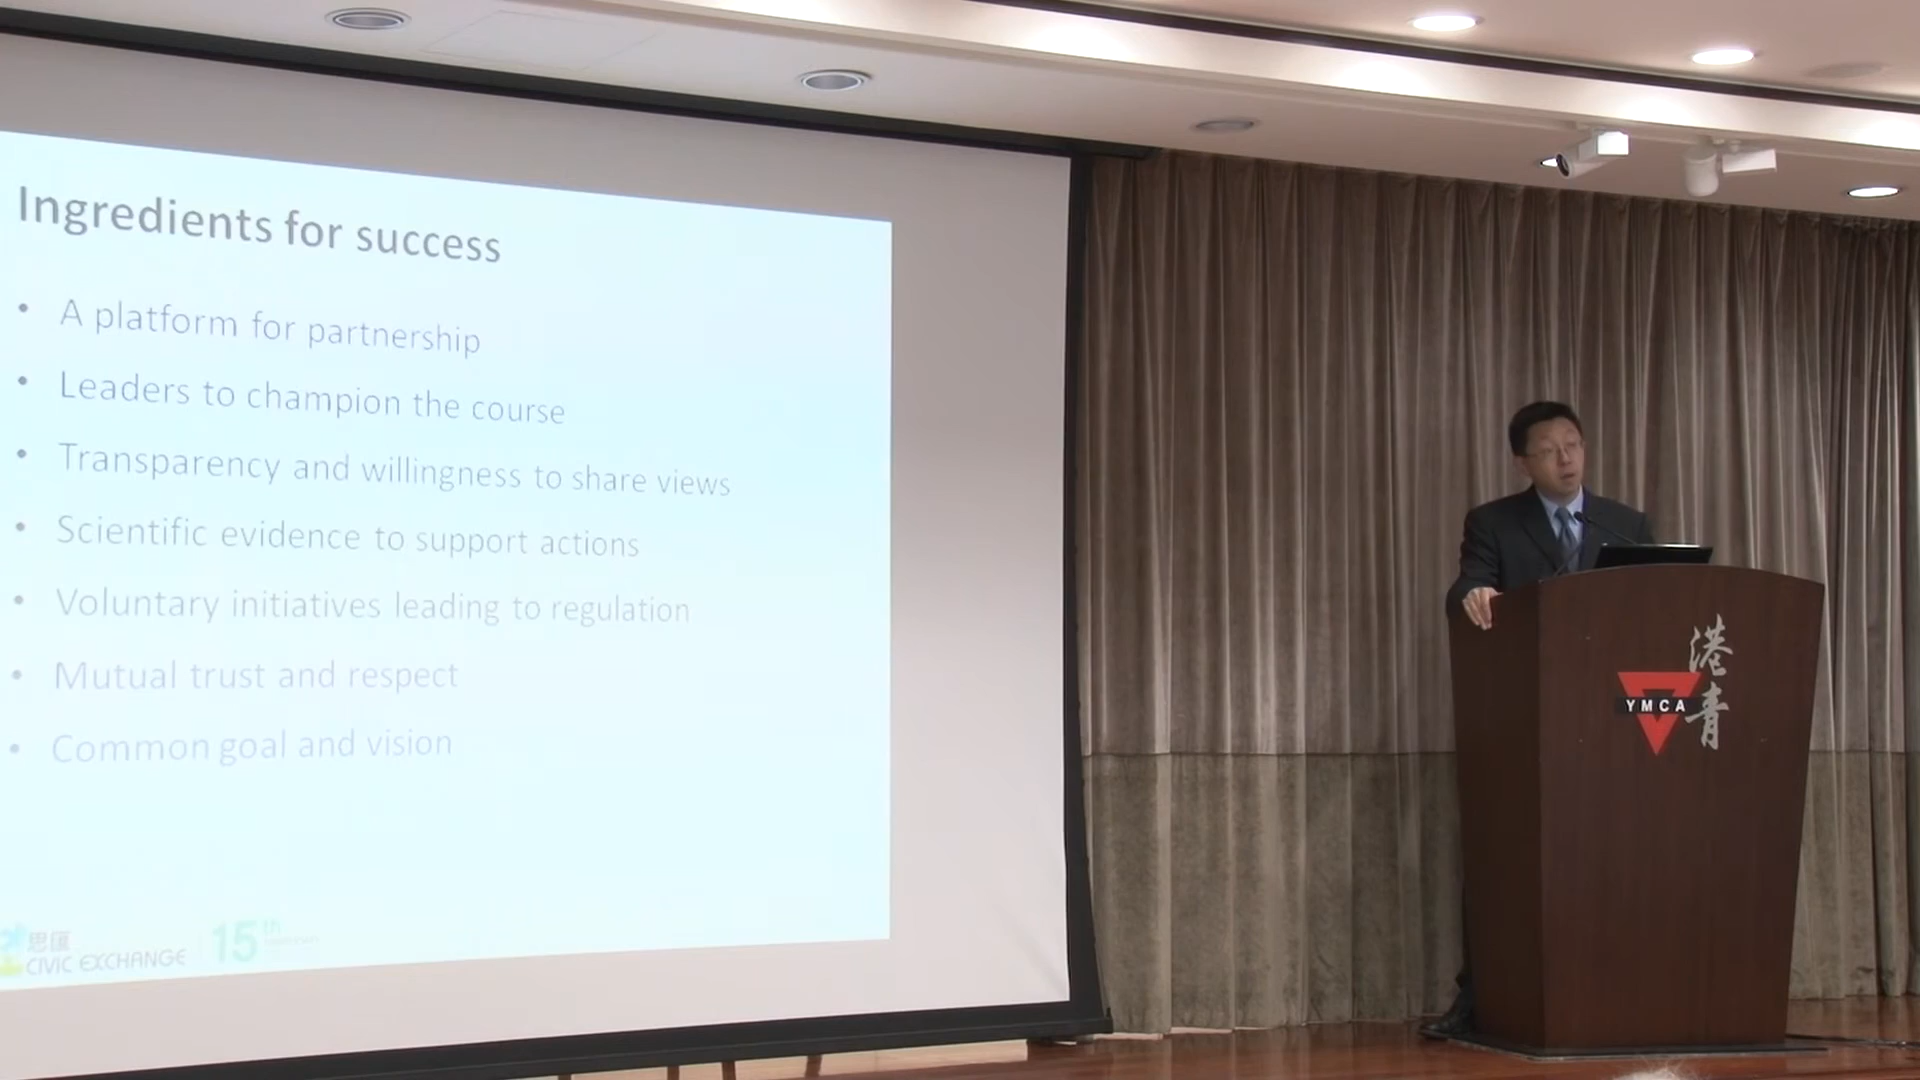 Ingredients for success
• A platform for partnership
• Leaders to champion the course
• Transparency and willingness to share views
• Scientific evidence to support actions
• Voluntary initiatives leading to regulation
• Mutual trust and respect
• Common goal and vision
思匯
CIVIC EXCHANGE
15th
港青
YMCA